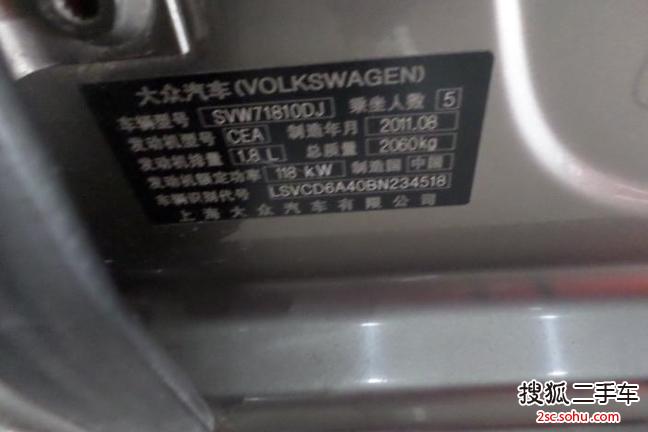 大众汽车(VOLKSWAGEN)
车辆型号 SVW71810DJ 乘坐人数 5
发动机型号 CEA 制造年月 2011.08
发动机排量 1.8 L 总质量 2060kg
发动机额定功率 118 kW 制造国 中国
车辆识别代号 LSVCD6A40BN234518
上海大众汽车有限公司
搜狐二手车
2sc.sohu.com